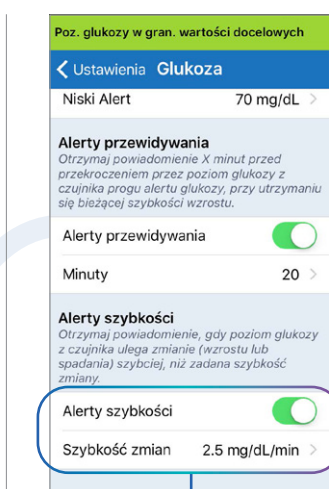 Poz. glukozy w gran. wartości docelowych
Ustawienia Glukoza
Niski Alert 70 mg/dL
Alerty przewidywania
Otrzymaj powiadomienie X minut przed
przekroczeniem przez poziom glukozy z
czujnika progu alertu glukozy, przy utrzymaniu
się bieżącej szybkości wzrostu.
Alerty przewidywania
Minuty 20
Alerty szybkości
Otrzymaj powiadomienie, gdy poziom glukozy
z czujnika ulega zmianie (wzrostu lub
spadania) szybciej, niż zadana szybkość
zmiany.
Alerty szybkości
Szybkość zmian 2.5 mg/dL/min